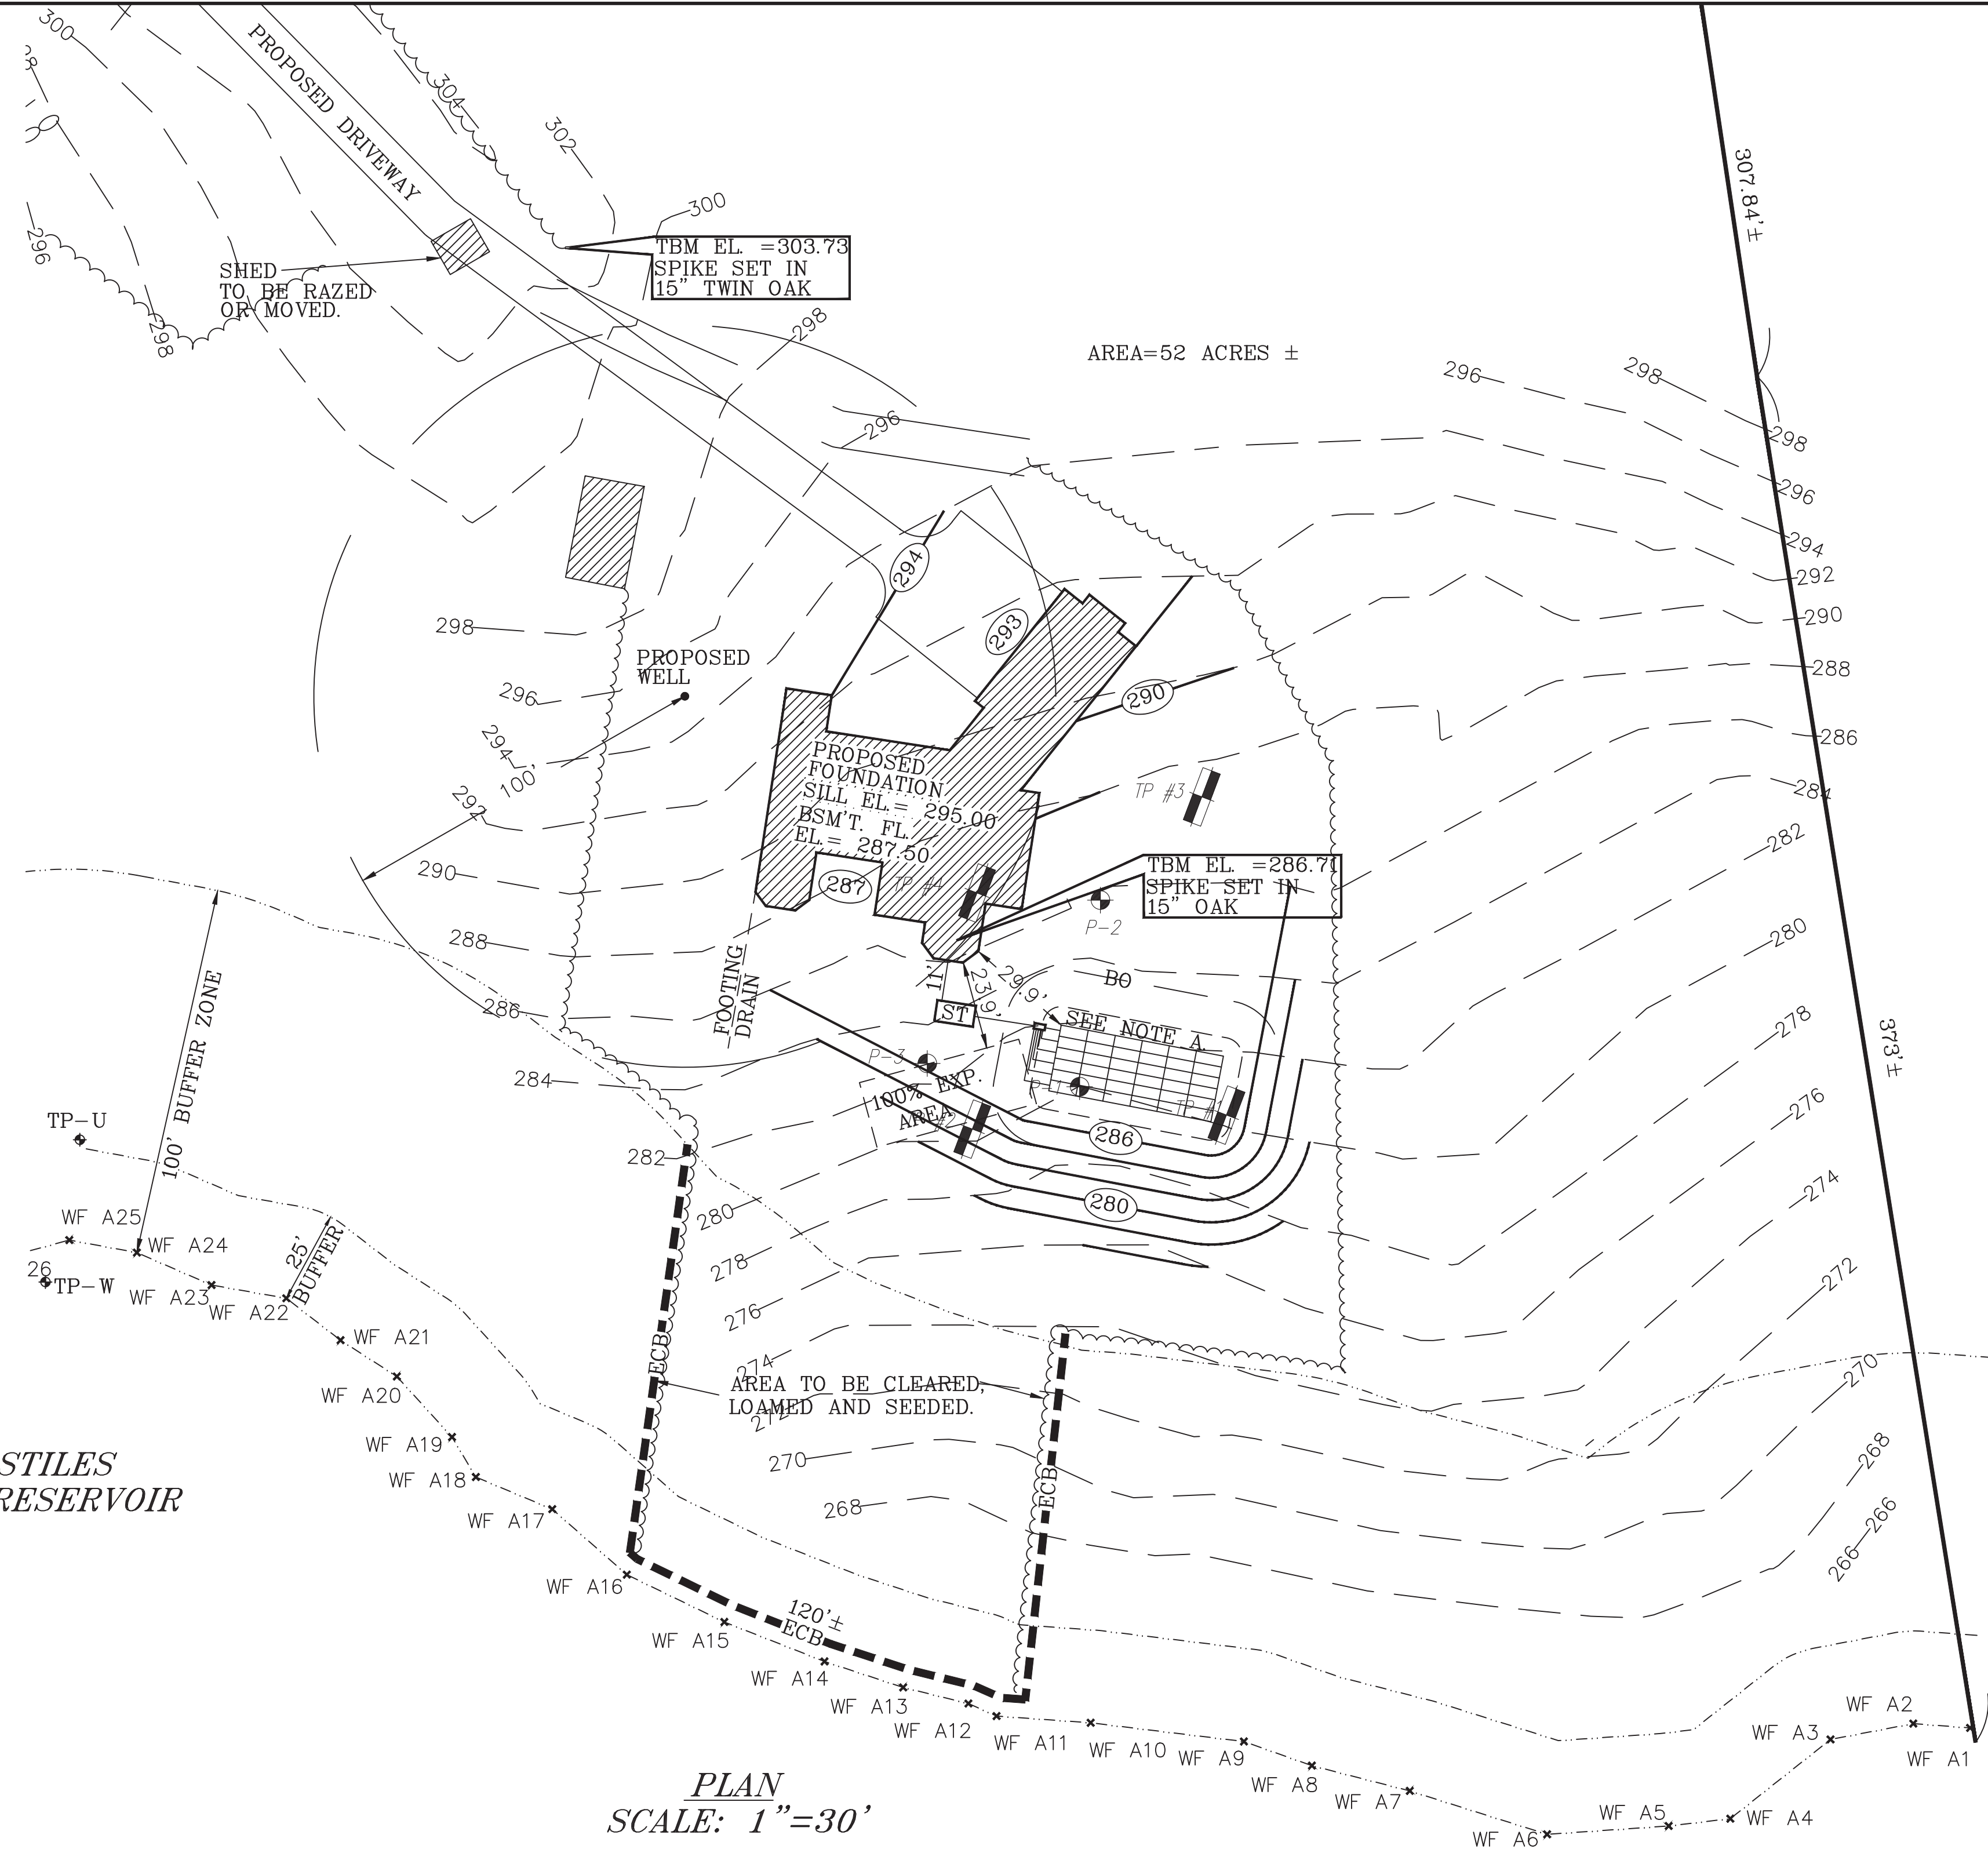 300
PROPOSED DRIVEWAY
304
302
300
296
SHED
TO BE RAZED
OR MOVED.
298
TBM EL. =303.73
SPIKE SET IN
15" TWIN OAK
298
296
AREA=52 ACRES ±
307.84'±
296
298
298
296
294
292
290
288
286
284
282
280
278
276
274
272
270
268
266
266
373'±
294
293
290
298
PROPOSED
WELL
296
294
100'
292
290
288
286
284
282
280
278
276
274
272
270
268
PROPOSED
FOUNDATION
SILL EL.= 295.00
BSM'T. FL.
EL.= 287.50
287
TP #4
TP #3
TBM EL. =286.71
SPIKE SET IN
15" OAK
P-2
FOOTING
DRAIN
11'
23.9'
29.9'
BO
ST
SEE NOTE A.
P-3
P-1
TP #1
100% EXP.
AREA
#2
286
280
100' BUFFER ZONE
TP-U
WF A25
WF A24
26
TP-W
25'
BUFFER
WF A23
WF A22
WF A21
WF A20
WF A19
WF A18
WF A17
WF A16
WF A15
WF A14
WF A13
WF A12
WF A11
WF A10
WF A9
WF A8
WF A7
WF A6
WF A5
WF A4
WF A3
WF A2
WF A1
ECB
AREA TO BE CLEARED,
LOAMED AND SEEDED.
ECB
120'±
ECB
STILES
RESERVOIR
PLAN
SCALE: 1"=30'